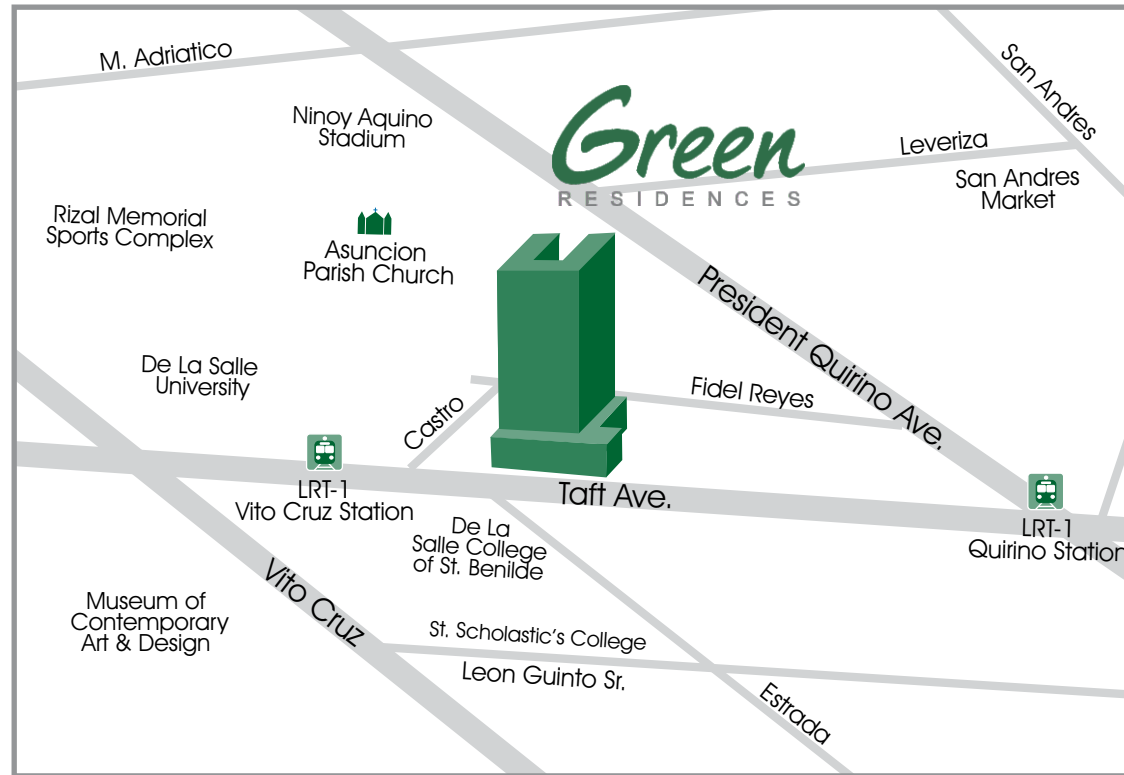 M. Adriatico
San Andres
Ninoy Aquino
Stadium
Green
RESIDENCES
Leveriza
San Andres
Market
Rizal Memorial
Sports Complex
Asuncion
Parish Church
President Quirino Ave.
De La Salle
University
Castro
Fidel Reyes
LRT-1
Vito Cruz Station
Taft Ave.
LRT-1
Quirino Station
De La
Salle College
of St. Benilde
Vito Cruz
Museum of
Contemporary
Art & Design
St. Scholastic's College
Leon Guinto Sr.
Estrada